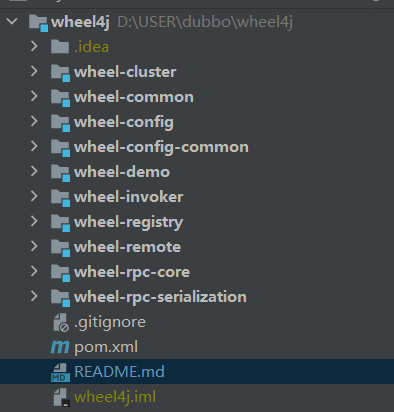 wheel4j D:\USER\dubbo\wheel4j
.idea
wheel-cluster
wheel-common
wheel-config
wheel-config-common
wheel-demo
wheel-invoker
wheel-registry
wheel-remote
wheel-rpc-core
wheel-rpc-serialization
.gitignore
m pom.xml
MD README.md
wheel4j.iml